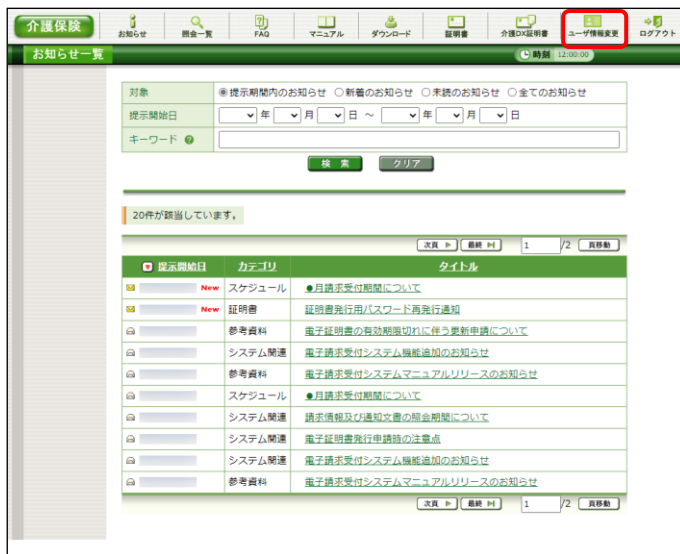 介護保険
お知らせ 照会一覧 FAQ マニュアル ダウンロード 証明書 介護DX証明書 ユーザ情報変更 ログアウト
お知らせ一覧 時刻 12:00:00
対象 提示期間内のお知らせ 新着のお知らせ 未読のお知らせ 全てのお知らせ
提示開始日 年 月 日 ～ 年 月 日
キーワード ?
検 索 クリア
20件が該当しています。
次頁 最終 1 /2 頁移動
提示開始日 カテゴリ タイトル
New スケジュール ●月請求受付期間について
New 証明書 証明書発行用パスワード再発行通知
参考資料 電子証明書の有効期限切れに伴う更新申請について
システム関連 電子請求受付システム機能追加のお知らせ
参考資料 電子請求受付システムマニュアルリリースのお知らせ
スケジュール ●月請求受付期間について
システム関連 請求情報及び通知文書の照会期間について
システム関連 電子証明書発行申請時の注意点
システム関連 電子請求受付システム機能追加のお知らせ
参考資料 電子請求受付システムマニュアルリリースのお知らせ
次頁 最終 1 /2 頁移動